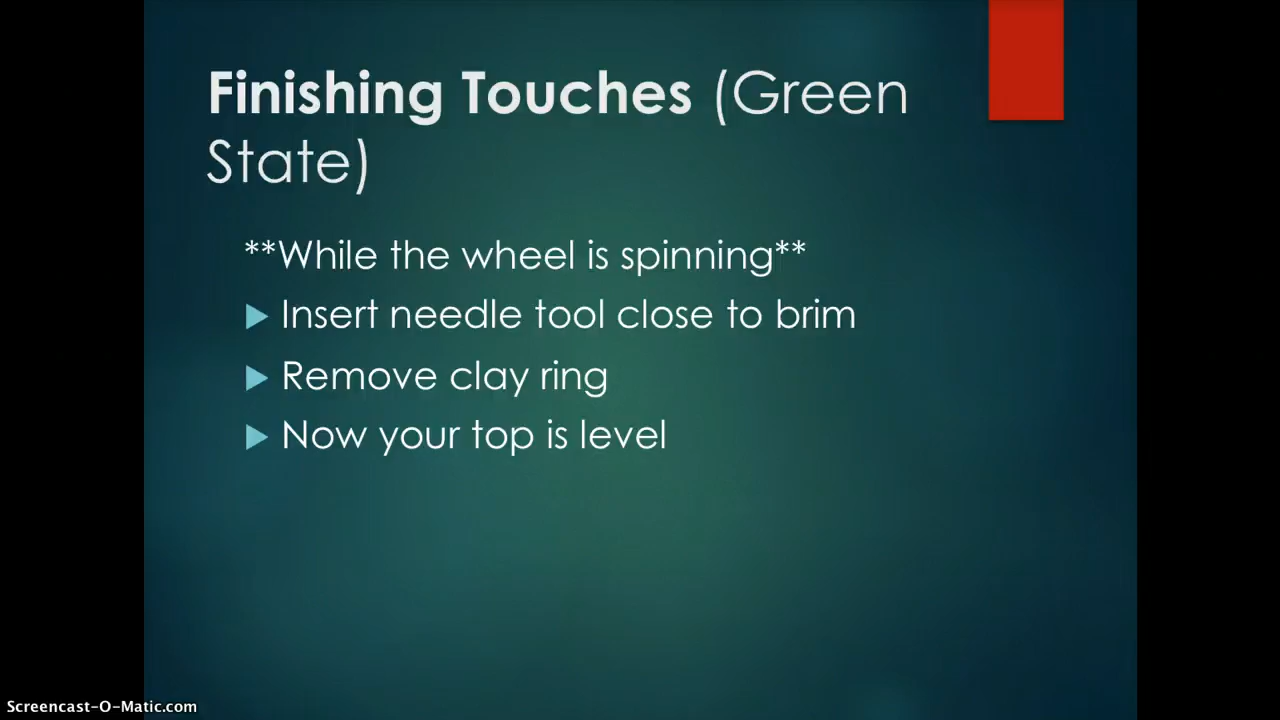 Finishing Touches (Green
State)
**While the wheel is spinning**
Insert needle tool close to brim
Remove clay ring
Now your top is level
Screencast-O-Matic.com